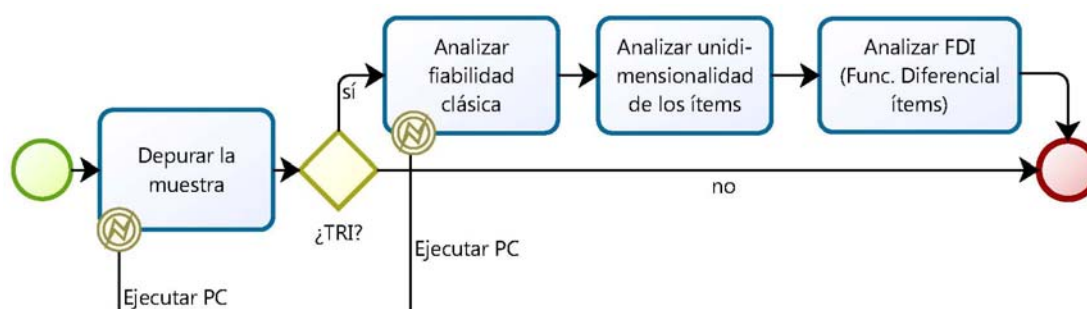 Depurar la
muestra
Ejecutar PC
¿TRI?
sí
no
Analizar
fiabilidad
clásica
Ejecutar PC
Analizar unidi-
mensionalidad
de los ítems
Analizar FDI
(Func. Diferencial
ítems)